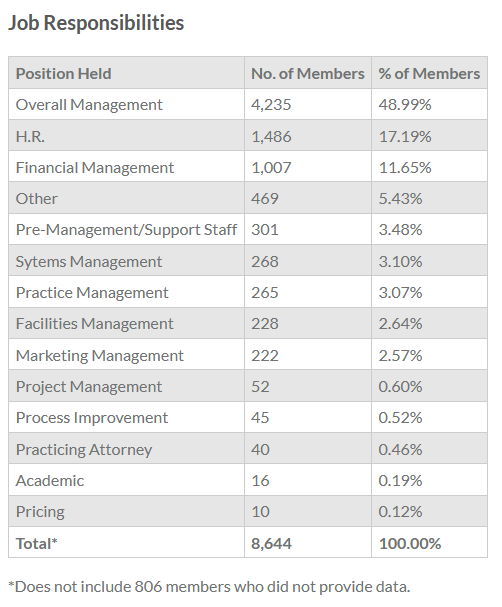 Job Responsibilities
Position Held No. of Members % of Members
Overall Management 4,235 48.99%
H.R. 1,486 17.19%
Financial Management 1,007 11.65%
Other 469 5.43%
Pre-Management/Support Staff 301 3.48%
Sytems Management 268 3.10%
Practice Management 265 3.07%
Facilities Management 228 2.64%
Marketing Management 222 2.57%
Project Management 52 0.60%
Process Improvement 45 0.52%
Practicing Attorney 40 0.46%
Academic 16 0.19%
Pricing 10 0.12%
Total* 8,644 100.00%
*Does not include 806 members who did not provide data.